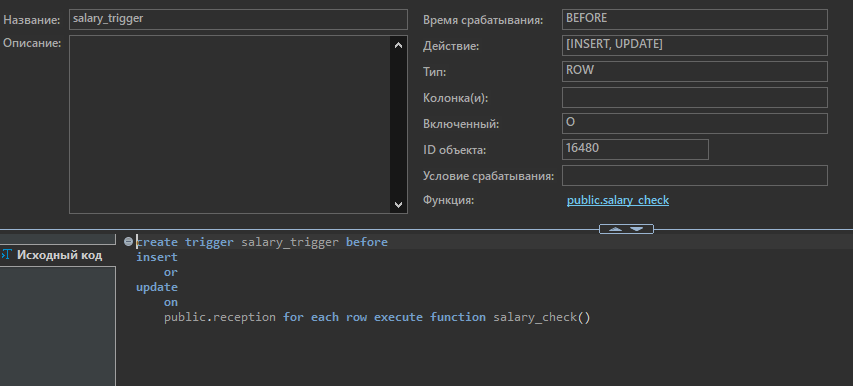 Название: salary_trigger
Описание:
Время срабатывания: BEFORE
Действие: [INSERT, UPDATE]
Тип: ROW
Колонка(и):
Включенный: O
ID объекта: 16480
Условие срабатывания:
Функция: public.salary_check
Исходный код
create trigger salary_trigger before
insert
or
update
on
public.reception for each row execute function salary_check()